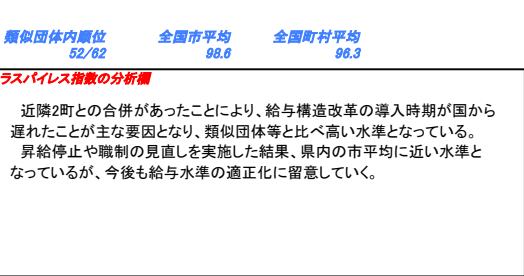 類似団体内順位 全国市平均 全国町村平均
52/62 98.6 96.3
ラスパイレス指数の分析欄
近隣2町との合併があったことにより、給与構造改革の導入時期が国から
遅れたことが主な要因となり、類似団体等と比べ高い水準となっている。
昇給停止や職制の見直しを実施した結果、県内の市平均に近い水準と
なっているが、今後も給与水準の適正化に留意していく。